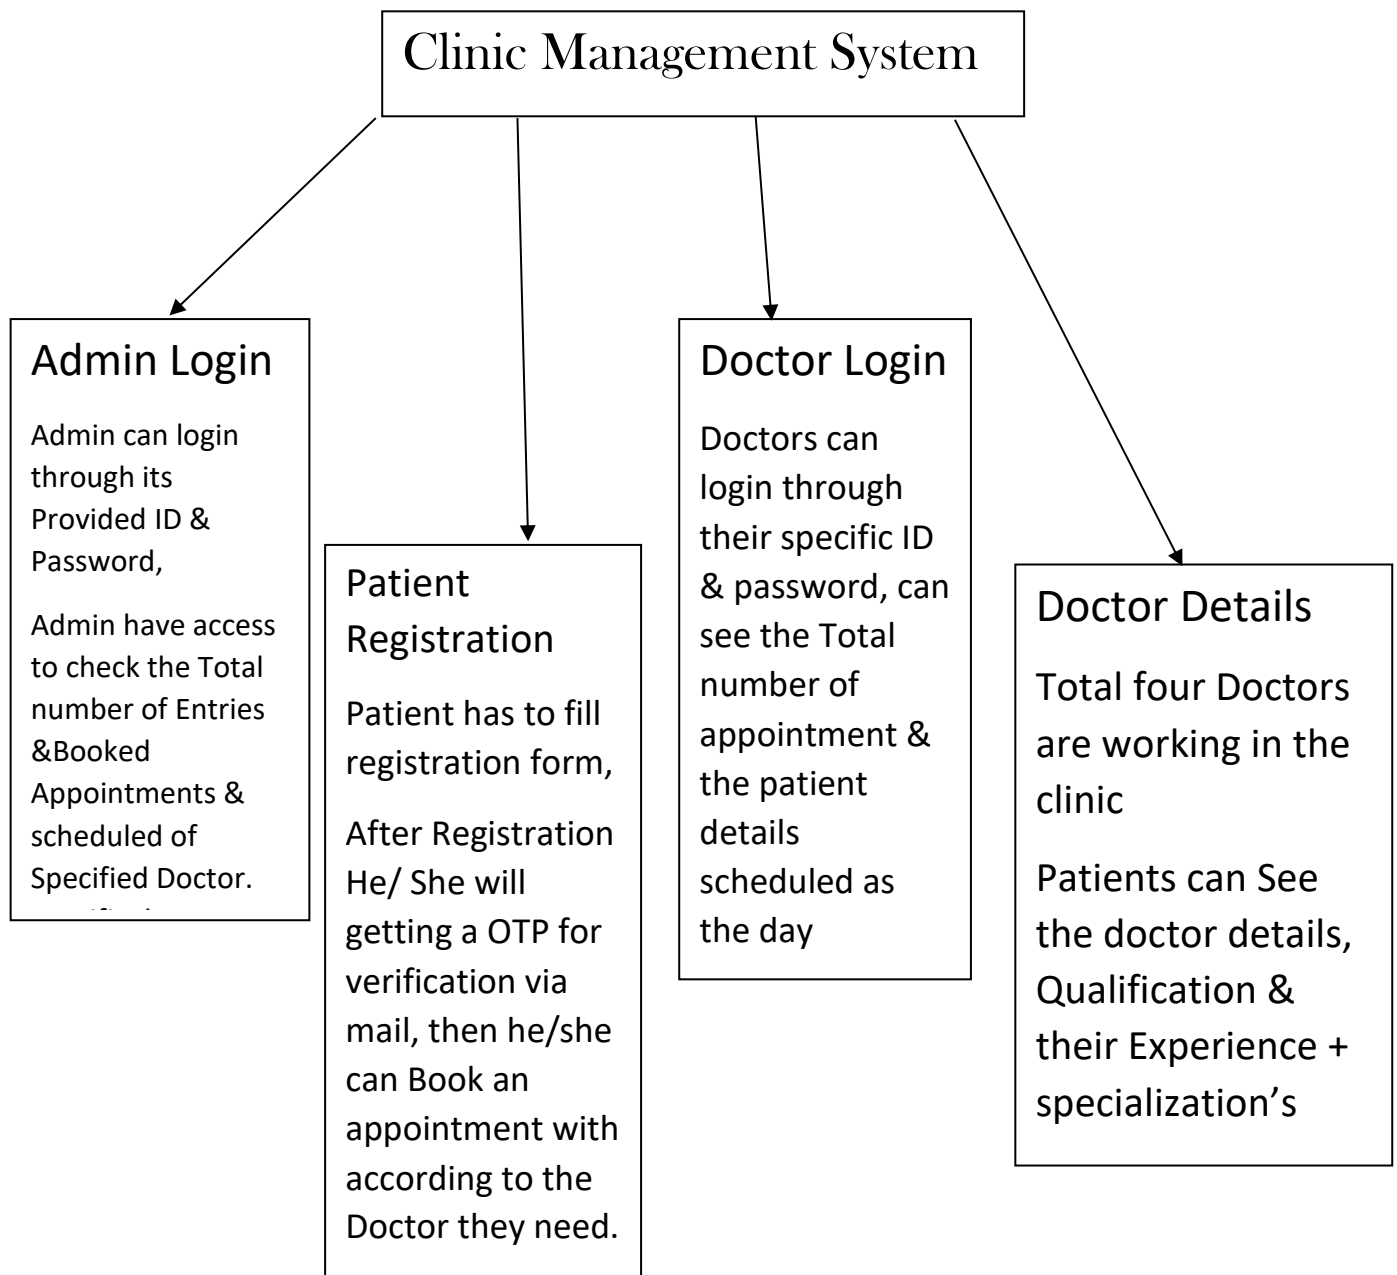 Clinic Management System
Admin Login
Admin can login
through its
Provided ID &
Password,
Admin have access
to check the Total
number of Entries
&Booked
Appointments &
scheduled of
Specified Doctor.
Patient
Registration
Patient has to fill
registration form,
After Registration
He/ She will
getting a OTP for
verification via
mail, then he/she
can Book an
appointment with
according to the
Doctor they need.
Doctor Login
Doctors can
login through
their specific ID
& password, can
see the Total
number of
appointment &
the patient
details
scheduled as
the day
Doctor Details
Total four Doctors
are working in the
clinic
Patients can See
the doctor details,
Qualification &
their Experience +
specialization’s